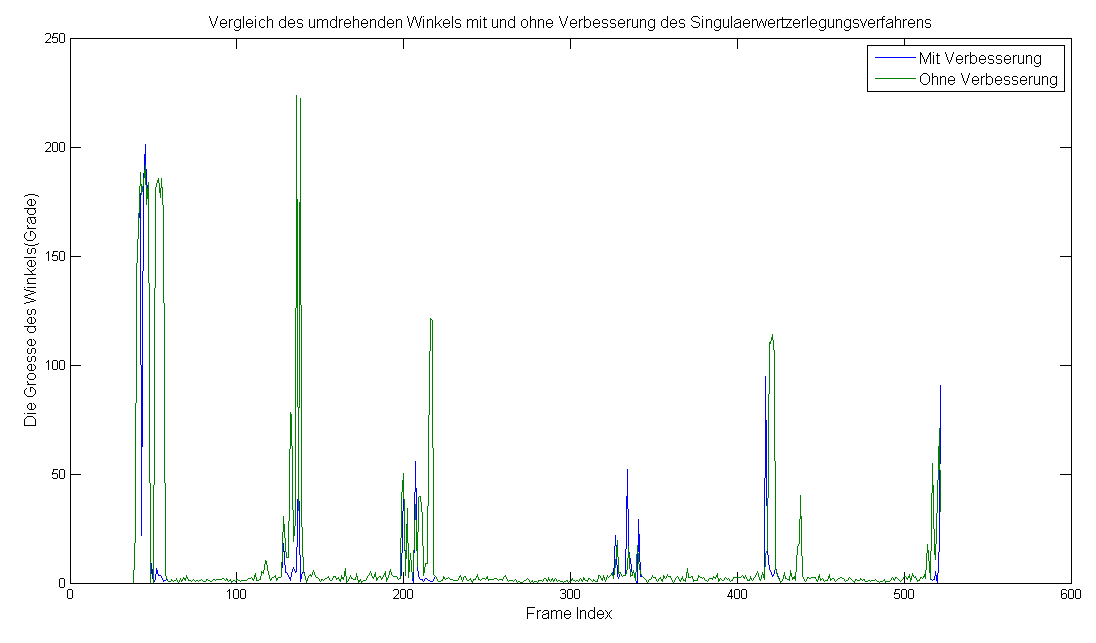 Vergleich des umdrehenden Winkels mit und ohne Verbesserung des Singulaerwertzerlegungsverfahrens
Mit Verbesserung
Ohne Verbesserung
Die Groesse des Winkels(Grade)
250
200
150
100
50
0
0 100 200 300 400 500 600
Frame Index